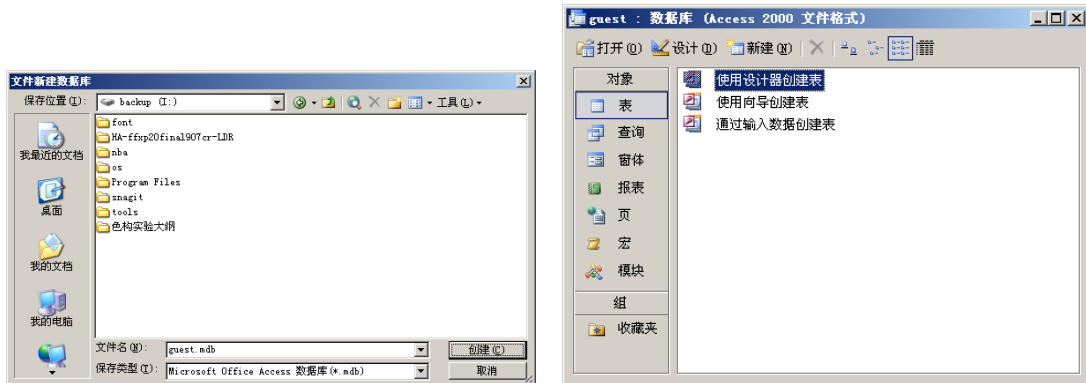 文件新建数据库
保存位置(I):
backup (I:)
工具(L)
我最近的文档
桌面
我的文档
我的电脑
font
HA-ffxp20final907cr-LDR
nba
os
Program Files
snagit
tools
色构实验大纲
文件名(N):
guest.mdb
创建(C)
保存类型(T):
Microsoft Office Access 数据库(*.mdb)
取消
guest : 数据库 (Access 2000 文件格式)
打开(O) 设计(D) 新建(N)
对象
表
查询
窗体
报表
页
宏
模块
组
收藏夹
使用设计器创建表
使用向导创建表
通过输入数据创建表